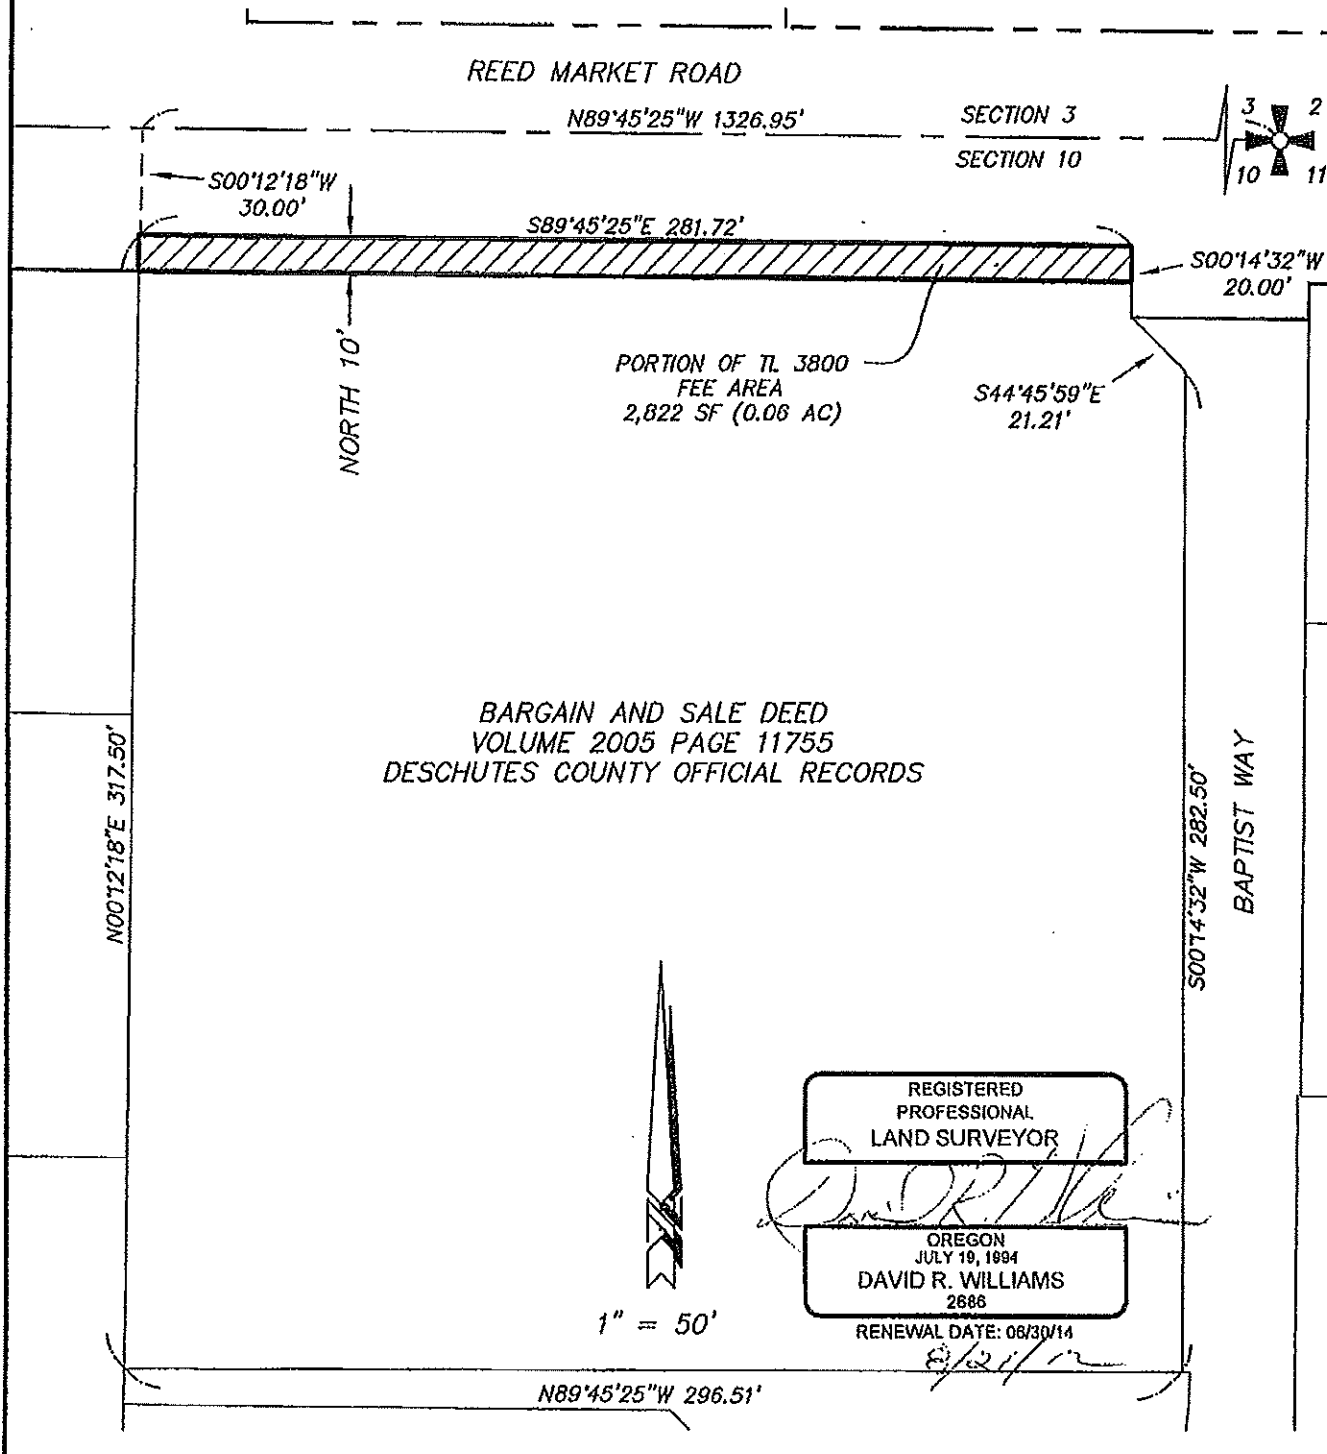 REED MARKET ROAD
N89°45'25"W 1326.95'
SECTION 3
SECTION 10
3 2
10 11
S00°12'18"W
30.00'
S89°45'25"E 281.72'
S00°14'32"W
20.00'
NORTH 10'
PORTION OF TL 3800
FEE AREA
2,822 SF (0.06 AC)
S44°45'59"E
21.21'
BARGAIN AND SALE DEED
VOLUME 2005 PAGE 11755
DESCHUTES COUNTY OFFICIAL RECORDS
N00°12'18"E 317.50'
S00°14'32"W 282.50'
BAPTIST WAY
1" = 50'
REGISTERED
PROFESSIONAL
LAND SURVEYOR
David R. Williams
OREGON
JULY 19, 1994
DAVID R. WILLIAMS
2686
RENEWAL DATE: 06/30/14
8/21/12
N89°45'25"W 296.51'